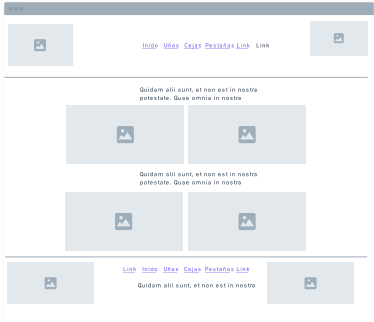 Inicio Uñas Cejas Pestañas Link Link
Quidam alii sunt, et non est in nostra
potestate. Quae omnia in nostra
Quidam alii sunt, et non est in nostra
potestate. Quae omnia in nostra
Link Inicio Uñas Cejas Pestañas Link
Quidam alii sunt, et non est in nostra